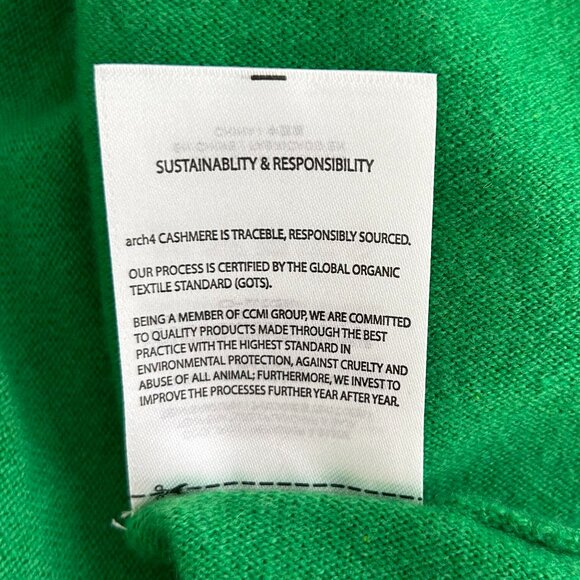 SUSTAINABLITY & RESPONSIBILITY
arch4 CASHMERE IS TRACEBLE, RESPONSIBLY SOURCED.
OUR PROCESS IS CERTIFIED BY THE GLOBAL ORGANIC
TEXTILE STANDARD (GOTS).
BEING A MEMBER OF CCMI GROUP, WE ARE COMMITTED
TO QUALITY PRODUCTS MADE THROUGH THE BEST
PRACTICE WITH THE HIGHEST STANDARD IN
ENVIRONMENTAL PROTECTION, AGAINST CRUELTY AND
ABUSE OF ALL ANIMAL; FURTHERMORE, WE INVEST TO
IMPROVE THE PROCESSES FURTHER YEAR AFTER YEAR.